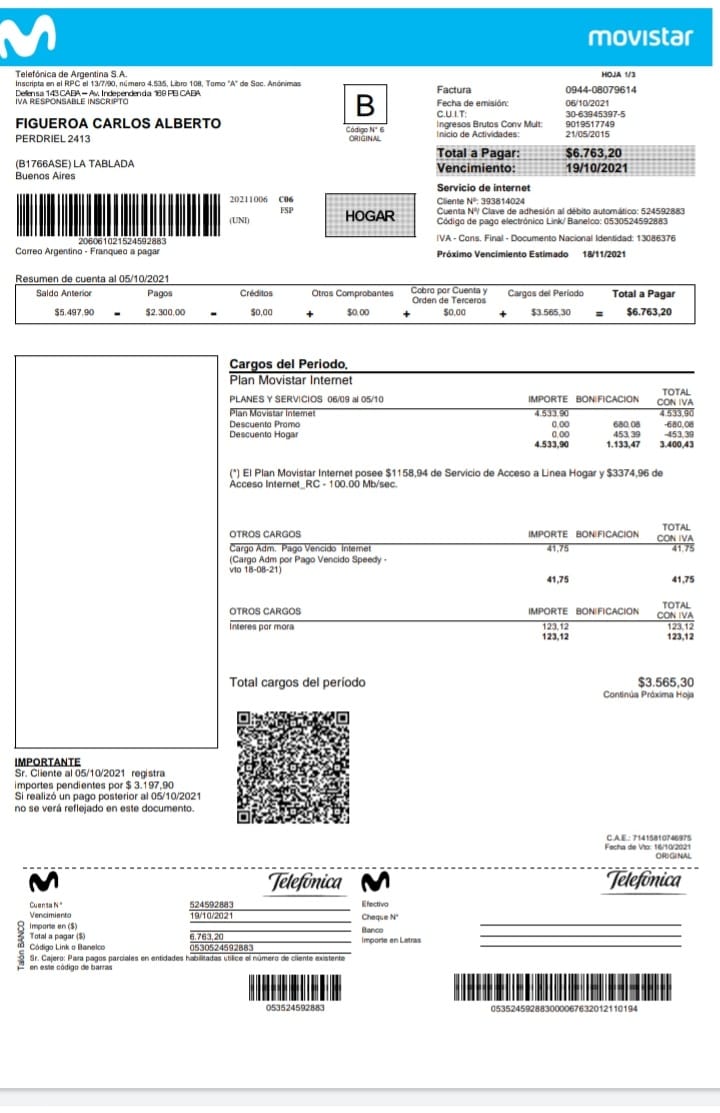 movistar
Telefónica de Argentina S.A.
Inscripta en el RPC el 13/7/90, número 4.535, Libro 108, Tomo "A" de Soc. Anónimas
Defensa 143 CABA – Av. Independencia 169 PB CABA
IVA RESPONSABLE INSCRIPTO
FIGUEROA CARLOS ALBERTO
PERDRIEL 2413
(B1766ASE) LA TABLADA
Buenos Aires
B
Código N° 6
ORIGINAL
HOJA 1/3
Factura 0944-08079614
Fecha de emisión: 06/10/2021
C.U.I.T: 30-63945397-5
Ingresos Brutos Conv Mult: 9019517749
Inicio de Actividades: 21/05/2015
Total a Pagar: $6.763,20
Vencimiento: 19/10/2021
Servicio de internet
Cliente Nº: 393814024
Cuenta Nº/ Clave de adhesión al débito automático: 524592883
Código de pago electrónico Link/ Banelco: 0530524592883
IVA - Cons. Final - Documento Nacional Identidad: 13086376
Próximo Vencimiento Estimado 18/11/2021
2060610215245​92883
Correo Argentino - Franqueo a pagar
20211006 C06
FSP
(UNI)
HOGAR
Resumen de cuenta al 05/10/2021
Saldo Anterior Pagos Créditos Otros Comprobantes Cobro por Cuenta y Orden de Terceros Cargos del Período Total a Pagar
$5.497,90 - $2.300,00 - $0,00 + $0,00 + $0,00 + $3.565,30 = $6.763,20
Cargos del Periodo.
Plan Movistar Internet
PLANES Y SERVICIOS 06/09 al 05/10 IMPORTE BONIFICACION TOTAL CON IVA
Plan Movistar Internet 4.533,90 4.533,90
Descuento Promo 0,00 680,08 -680,08
Descuento Hogar 0,00 453,39 -453,39
4.533,90 1.133,47 3.400,43
(*) El Plan Movistar Internet posee $1158,94 de Servicio de Acceso a Linea Hogar y $3374,96 de
Acceso Internet_RC - 100.00 Mb/sec.
OTROS CARGOS IMPORTE BONIFICACION TOTAL CON IVA
Cargo Adm. Pago Vencido Internet 41,75 41,75
(Cargo Adm por Pago Vencido Speedy -
vto 18-08-21)
41,75 41,75
OTROS CARGOS IMPORTE BONIFICACION TOTAL CON IVA
Interes por mora 123,12 123,12
123,12 123,12
Total cargos del período $3.565,30
Continúa Próxima Hoja
IMPORTANTE
Sr. Cliente al 05/10/2021 registra
importes pendientes por $ 3.197,90
Si realizó un pago posterior al 05/10/2021
no se verá reflejado en este documento.
C.A.E.: 71415810746975
Fecha de Vto: 16/10/2021
ORIGINAL
Telefónica
Telefónica
Talón BANCO
Cuenta N° 524592883
Vencimiento 19/10/2021
Importe en ($)
Total a pagar ($) 6.763,20
Código Link o Banelco 0530524592883
Sr. Cajero: Para pagos parciales en entidades habilitadas utilice el número de cliente existente
en este código de barras
Efectivo
Cheque N°
Banco
Importe en Letras
053524592883
0535245928830000676320121​10194